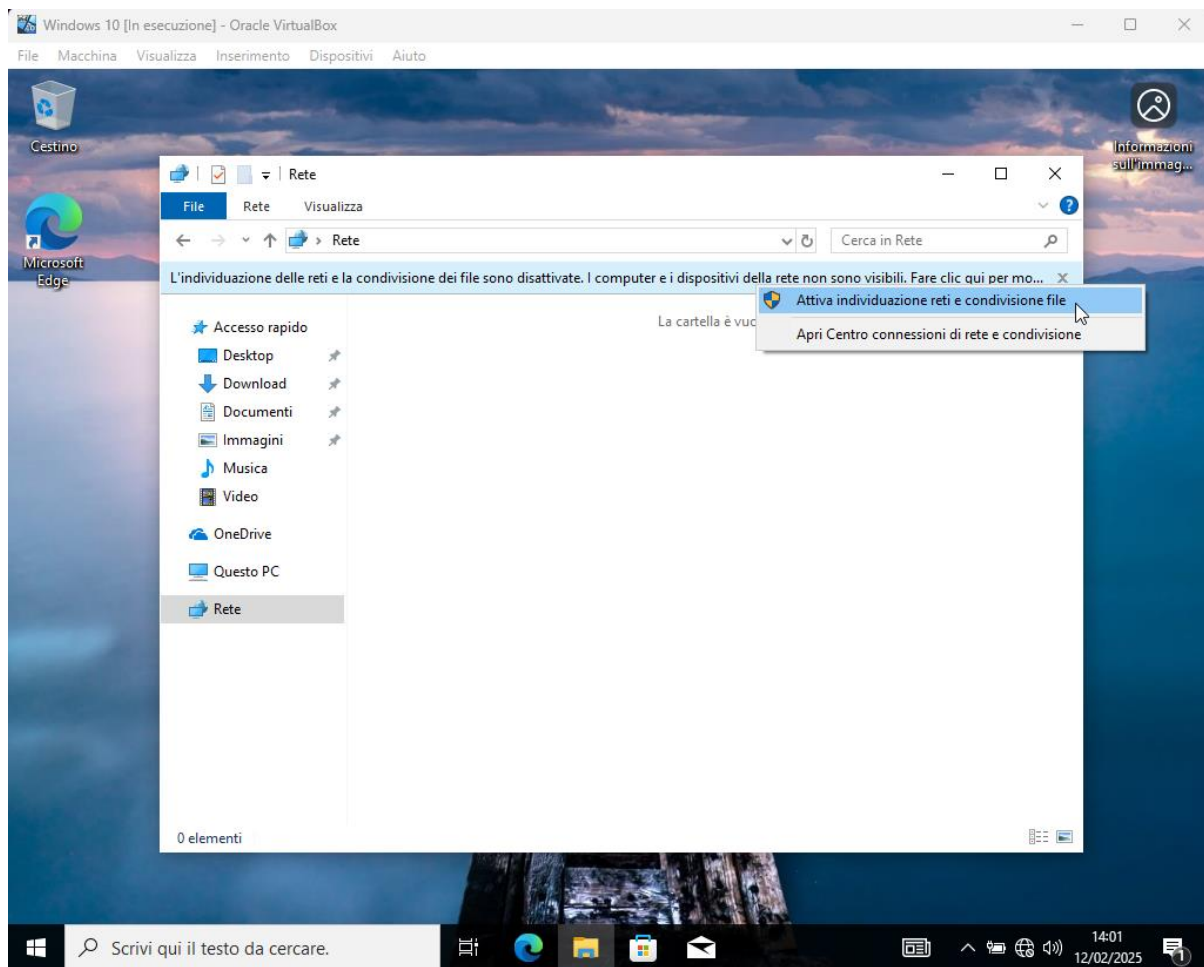 Windows 10 [In esecuzione] - Oracle VirtualBox
File Macchina Visualizza Inserimento Dispositivi Aiuto
Cestino
Informazioni
sull'immag...
Microsoft
Edge
Rete
File Rete Visualizza
Rete
Cerca in Rete
L'individuazione delle reti e la condivisione dei file sono disattivate. I computer e i dispositivi della rete non sono visibili. Fare clic qui per mo...
Attiva individuazione reti e condivisione file
Apri Centro connessioni di rete e condivisione
La cartella è vuo
Accesso rapido
Desktop
Download
Documenti
Immagini
Musica
Video
OneDrive
Questo PC
Rete
0 elementi
Scrivi qui il testo da cercare.
14:01
12/02/2025
1